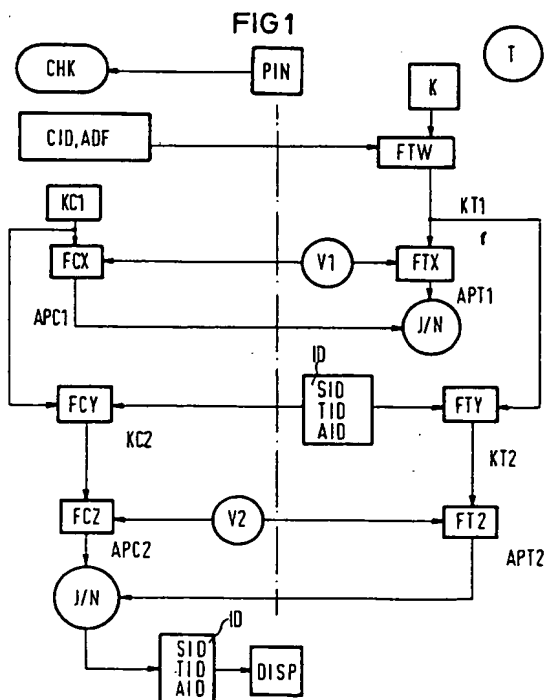 FIG 1
T
CHK
PIN
K
CID, ADF
FTW
KC1
KT1
FCX
V1
FTX
APT1
APC1
J/N
ID
SID
TID
AID
FCY
FTY
KC2
KT2
FCZ
V2
FT2
APC2
APT2
J/N
ID
SID
TID
AID
DISP